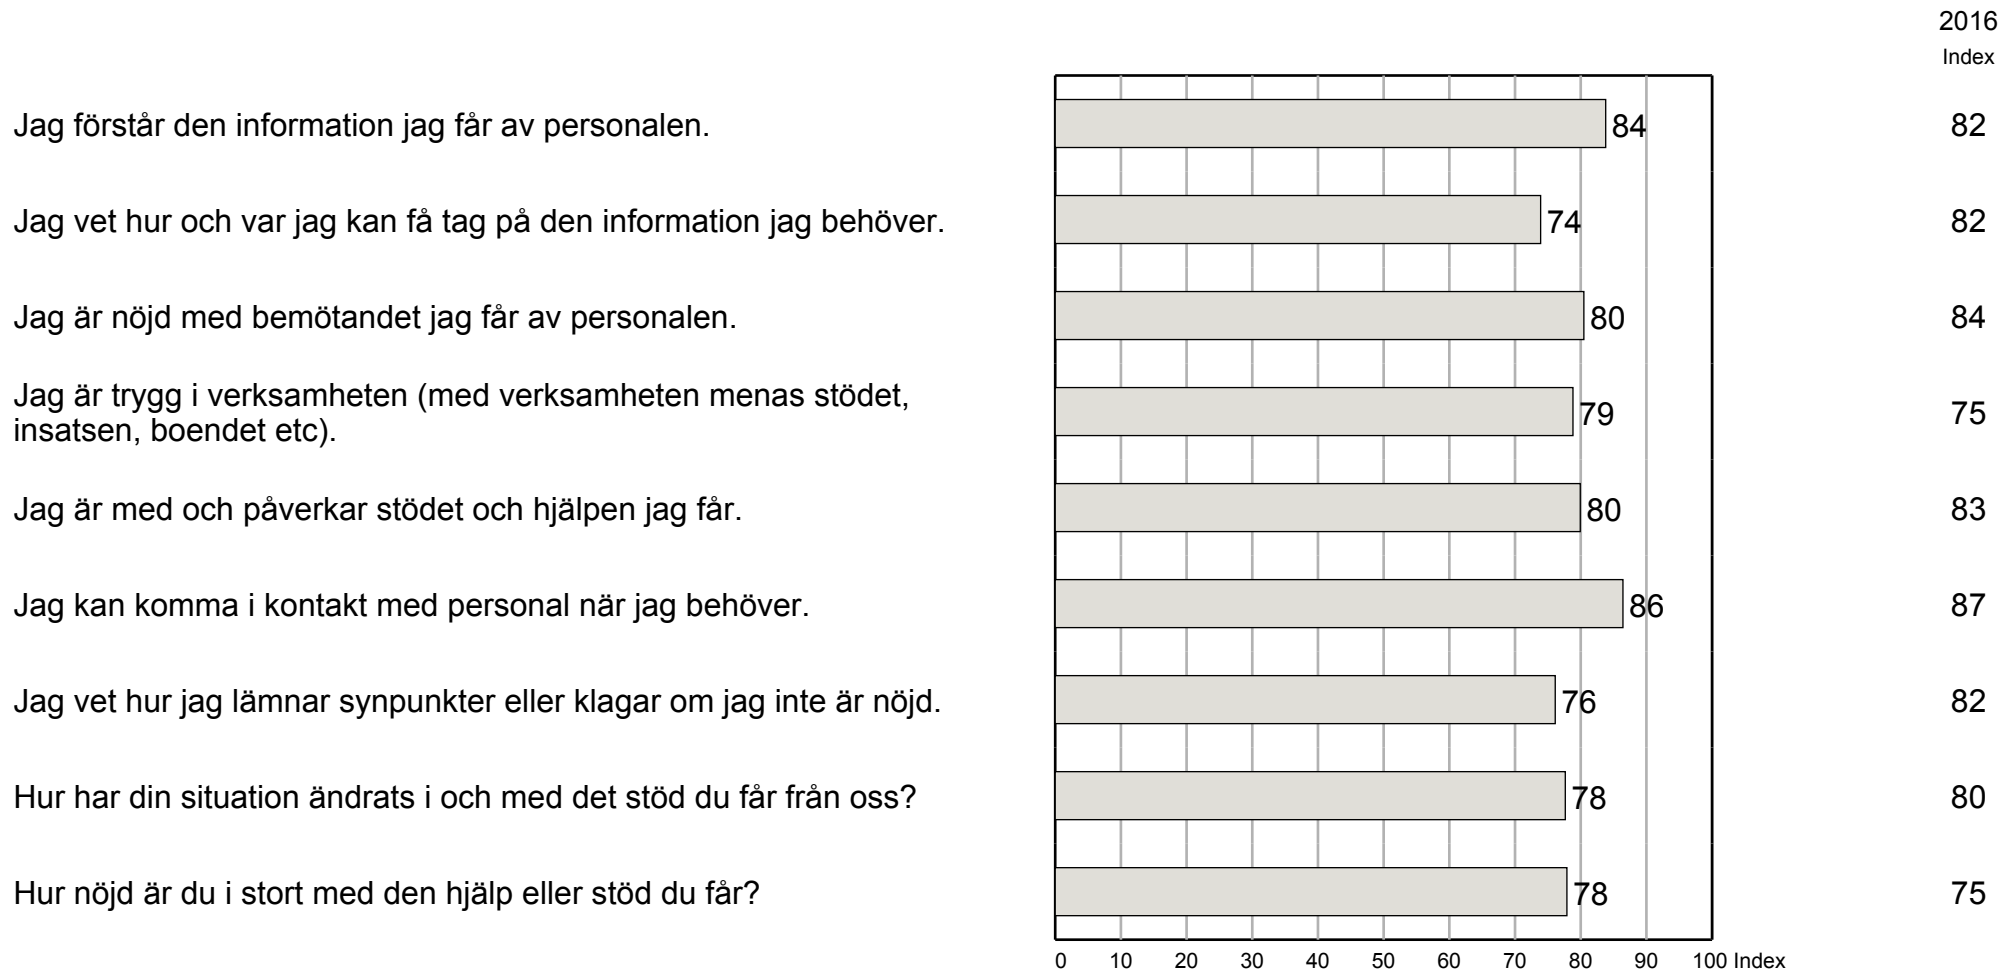 2016
Index
Jag förstår den information jag får av personalen. 84 82
Jag vet hur och var jag kan få tag på den information jag behöver. 74 82
Jag är nöjd med bemötandet jag får av personalen. 80 84
Jag är trygg i verksamheten (med verksamheten menas stödet,
insatsen, boendet etc). 79 75
Jag är med och påverkar stödet och hjälpen jag får. 80 83
Jag kan komma i kontakt med personal när jag behöver. 86 87
Jag vet hur jag lämnar synpunkter eller klagar om jag inte är nöjd. 76 82
Hur har din situation ändrats i och med det stöd du får från oss? 78 80
Hur nöjd är du i stort med den hjälp eller stöd du får? 78 75
0 10 20 30 40 50 60 70 80 90 100 Index